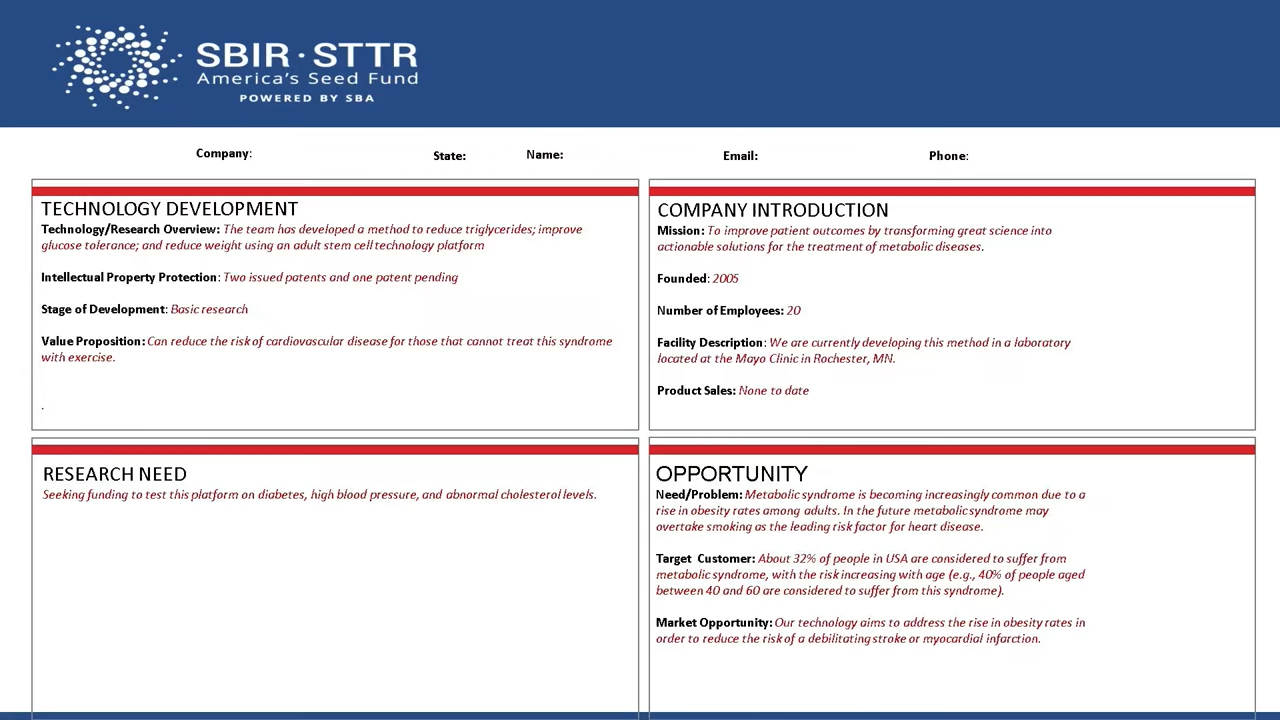 SBIR·STTR
America's Seed Fund
POWERED BY SBA
Company: State: Name: Email: Phone:
TECHNOLOGY DEVELOPMENT
Technology/Research Overview: The team has developed a method to reduce triglycerides; improve
glucose tolerance; and reduce weight using an adult stem cell technology platform
Intellectual Property Protection: Two issued patents and one patent pending
Stage of Development: Basic research
Value Proposition: Can reduce the risk of cardiovascular disease for those that cannot treat this syndrome
with exercise.
.
COMPANY INTRODUCTION
Mission: To improve patient outcomes by transforming great science into
actionable solutions for the treatment of metabolic diseases.
Founded: 2005
Number of Employees: 20
Facility Description: We are currently developing this method in a laboratory
located at the Mayo Clinic in Rochester, MN.
Product Sales: None to date
RESEARCH NEED
Seeking funding to test this platform on diabetes, high blood pressure, and abnormal cholesterol levels.
OPPORTUNITY
Need/Problem: Metabolic syndrome is becoming increasingly common due to a
rise in obesity rates among adults. In the future metabolic syndrome may
overtake smoking as the leading risk factor for heart disease.
Target Customer: About 32% of people in USA are considered to suffer from
metabolic syndrome, with the risk increasing with age (e.g., 40% of people aged
between 40 and 60 are considered to suffer from this syndrome).
Market Opportunity: Our technology aims to address the rise in obesity rates in
order to reduce the risk of a debilitating stroke or myocardial infarction.